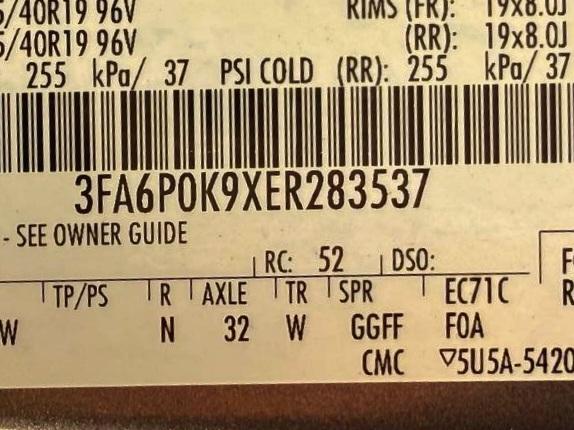 5/40R19 96V RIMS (FR): 19x8.0J
5/40R19 96V (RR): 19x8.0J
255 kPa/ 37 PSI COLD (RR): 255 kPa/ 37
3FA6P0K9XER283537
- SEE OWNER GUIDE
RC: 52 DSO:
TP/PS R AXLE TR SPR EC71C R
W N 32 W GGFF FOA
CMC ▽5U5A-5420